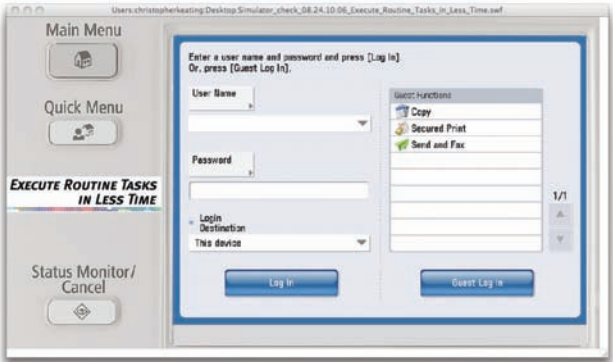 Users:christopherkeating:Desktop:Simulator_check_08.24.10:06_Execute_Routine_Tasks_In_Less_Time.swf
Main Menu
Quick Menu
EXECUTE ROUTINE TASKS
IN LESS TIME
Status Monitor/
Cancel
Enter a user name and password and press [Log In].
Or, press [Guest Log In].
User Name
Password
Login
Destination
This device
Log In
Guest Functions
Copy
Secured Print
Send and Fax
1/1
Guest Log In